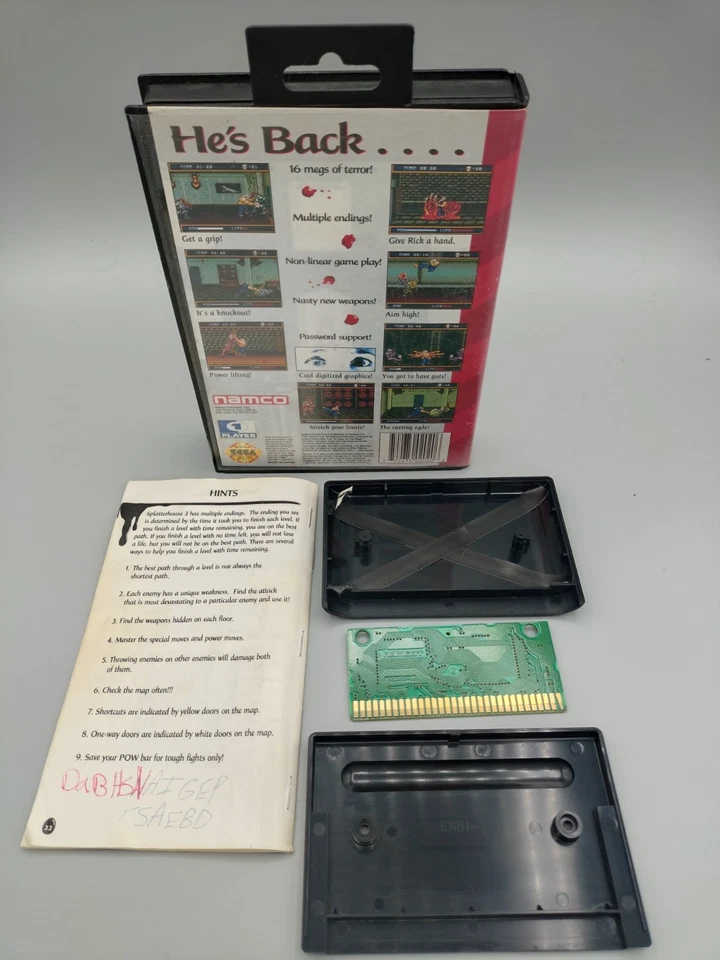 He's Back . . . .
16 megs of terror!
Multiple endings!
Get a grip!
Give Rick a hand.
Non-linear game play!
Nasty new weapons!
It's a knockout!
Aim high!
Password support!
Power lifting!
Cool digitized graphics!
You got to have guts!
namco
Stretch your limits!
The cutting edge!
1
PLAYER
SEGA
HINTS
Splatterhouse 3 has multiple endings. The ending you see
is determined by the time it took you to finish each level. If
you finish a level with time remaining, you are on the best
path. If you finish a level with no time left, you will not lose
a life, but you will not be on the best path. There are several
ways to help you finish a level with time remaining.
1. The best path through a level is not always the
shortest path.
2. Each enemy has a unique weakness. Find the attack
that is most devastating to a particular enemy and use it!
3. Find the weapons hidden on each floor.
4. Master the special moves and power moves.
5. Throwing enemies on other enemies will damage both
of them.
6. Check the map often!!!
7. Shortcuts are indicated by yellow doors on the map.
8. One-way doors are indicated by white doors on the map.
9. Save your POW bar for tough fights only!
SAEBD
22